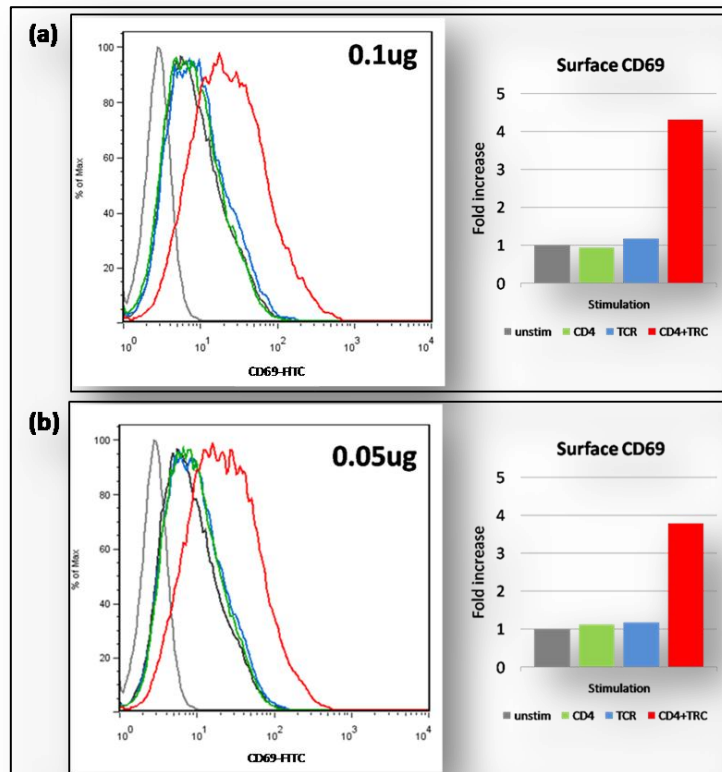 (a)
0.1ug
% of Max
100
80
60
40
20
10^0 10^1 10^2 10^3 10^4
CD69-FITC
Surface CD69
Fold increase
5
4
3
2
1
0
Stimulation
unstim CD4 TCR CD4+TRC
(b)
0.05ug
% of Max
100
80
60
40
20
10^0 10^1 10^2 10^3 10^4
CD69-FITC
Surface CD69
Fold increase
5
4
3
2
1
0
Stimulation
unstim CD4 TCR CD4+TRC